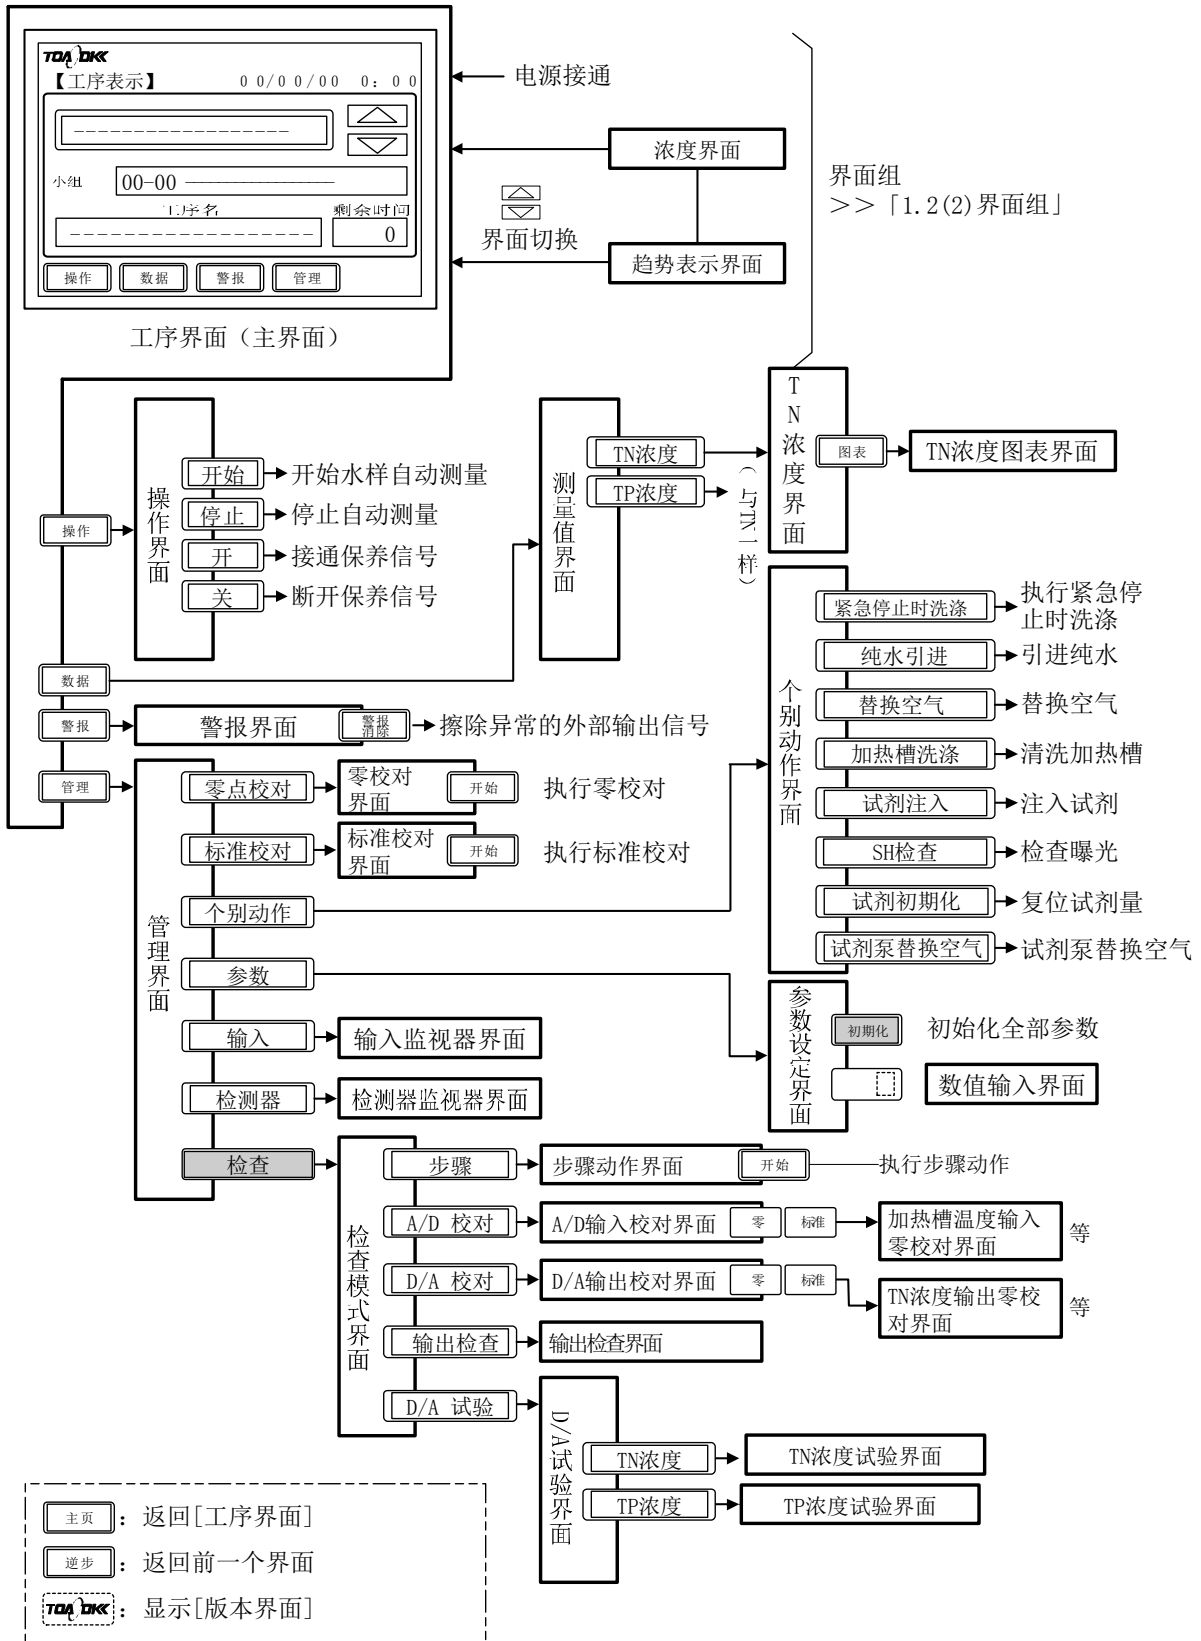 TOA DKK
【工序表示】 00/00/00 0:00
------------------
小组 00-00 ——————————
工序名 剩余时间
------------------ 0
操作 数据 警报 管理
工序界面（主界面）
电源接通
浓度界面
界面切换
趋势表示界面
界面组
>>「1.2(2)界面组」
操作
操作界面
开始 开始水样自动测量
停止 停止自动测量
开 接通保养信号
关 断开保养信号
数据
测量值界面
TN浓度
TP浓度
（与TN一样）
TN浓度界面
图表
TN浓度图表界面
警报
警报界面
警报
消除
擦除异常的外部输出信号
管理
管理界面
零点校对
零校对
界面
开始
执行零校对
标准校对
标准校对
界面
开始
执行标准校对
个别动作
个别动作界面
紧急停止时洗涤
执行紧急停
止时洗涤
纯水引进 引进纯水
替换空气 替换空气
加热槽洗涤 清洗加热槽
试剂注入 注入试剂
SH检查 检查曝光
试剂初期化 复位试剂量
试剂泵替换空气 试剂泵替换空气
参数
参数设定界面
初期化 初始化全部参数
数值输入界面
输入 输入监视器界面
检测器 检测器监视器界面
检查
检查模式界面
步骤 步骤动作界面 开始 执行步骤动作
A/D 校对 A/D输入校对界面 零 标准
加热槽温度输入
零校对界面
等
D/A 校对 D/A输出校对界面 零 标准
TN浓度输出零校
对界面
等
输出检查 输出检查界面
D/A 试验
D/A试验界面
TN浓度 TN浓度试验界面
TP浓度 TP浓度试验界面
主页 ：返回[工序界面]
逆步 ：返回前一个界面
TOA DKK ：显示[版本界面]